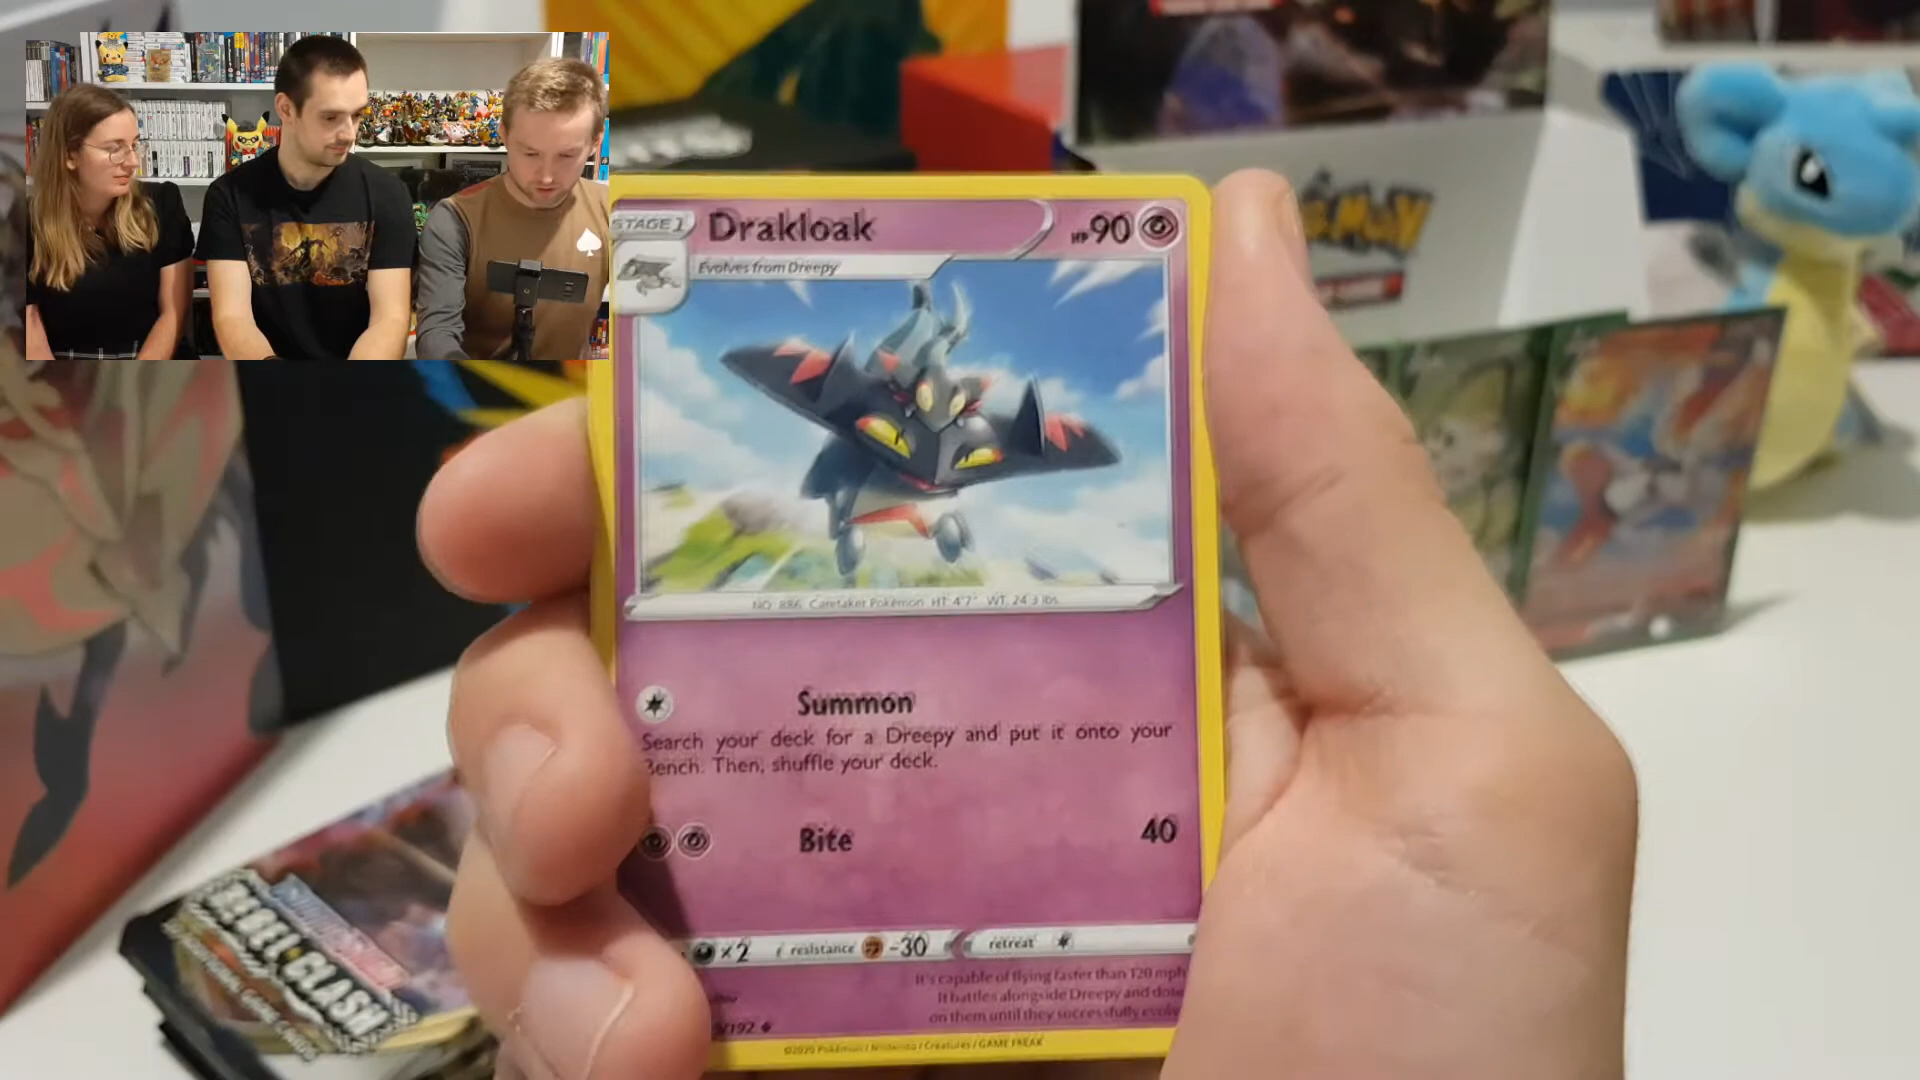 STAGE 1
Drakloak
HP 90
Evolves from Dreepy
NO. 886 Caretaker Pokémon HT: 4'7" WT: 24.3 lbs.
Summon
Search your deck for a Dreepy and put it onto your
Bench. Then, shuffle your deck.
Bite
40
×2
resistance
-30
retreat
It's capable of flying faster than 120 mph
It battles alongside Dreepy and dote
on them until they successfully evolv
/192
©2020 Pokémon / Nintendo / Creatures / GAME FREAK
REBEL CLASH